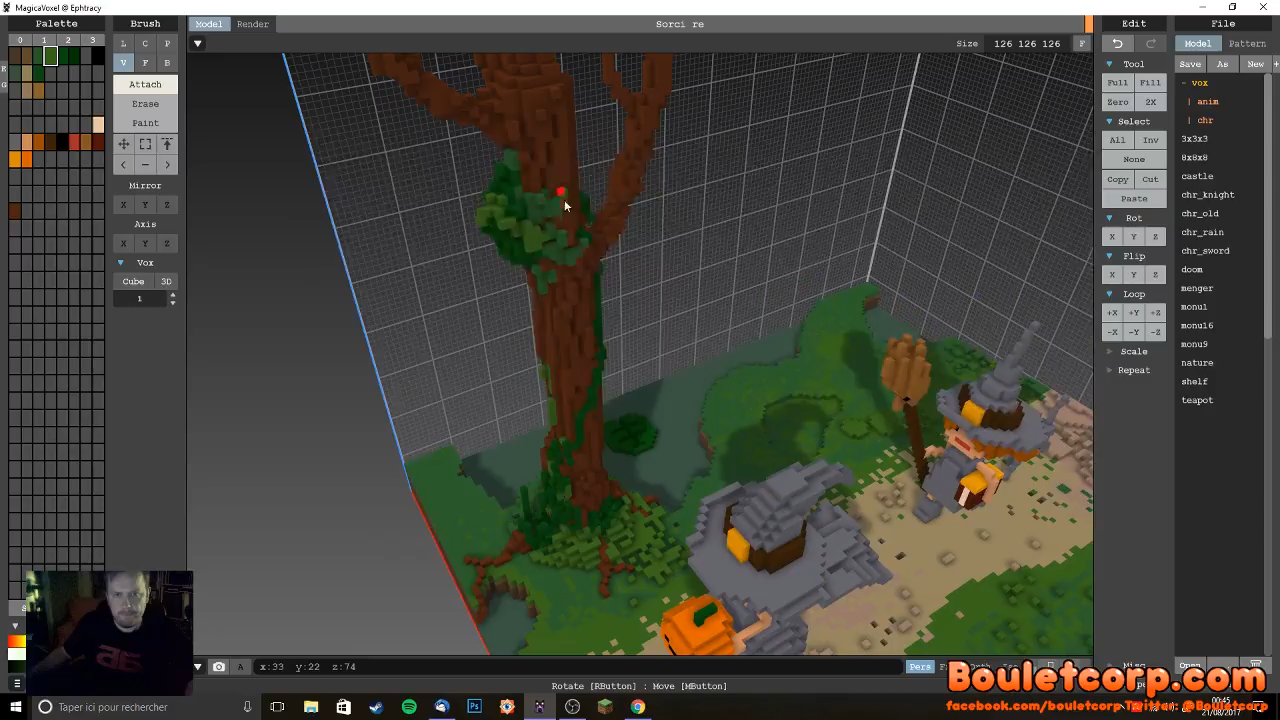 MagicaVoxel @ Ephtracy
Palette Brush Model Render Sorci re Edit File
0 1 2 3 L C P
Size 126 126 126 F Model Pattern
V F B Tool Save As New
Attach Full Fill - vox
Erase Zero 2X | anim
Paint Select | chr
All Inv 3x3x3
None 8x8x8
Mirror Copy Cut castle
X Y Z Paste chr_knight
Axis Rot chr_old
X Y Z X Y Z chr_rain
Vox Flip chr_sword
Cube 3D X Y Z doom
1 Loop menger
+X +Y +Z monu1
-X -Y -Z monu16
Scale monu9
Repeat nature
shelf
teapot
A x:33 y:22 z:74 Pers
Rotate [RButton] : Move [MButton]
Bouletcorp.com
facebook.com/bouletcorp Twitter: @Bouletcorp
Taper ici pour rechercher
00:45
21/08/2017